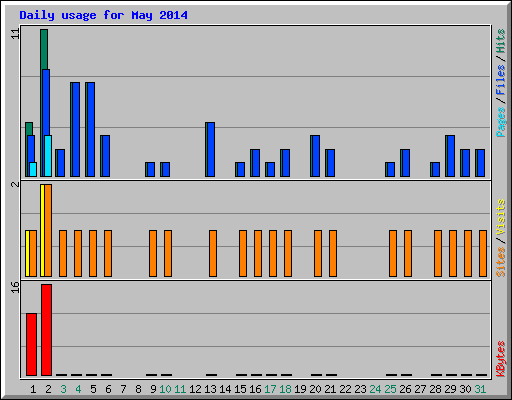 Daily usage for May 2014
11
Pages/Files/Hits
2
Sites/Visits
16
KBytes
1 2 3 4 5 6 7 8 9 10 11 12 13 14 15 16 17 18 19 20 21 22 23 24 25 26 27 28 29 30 31